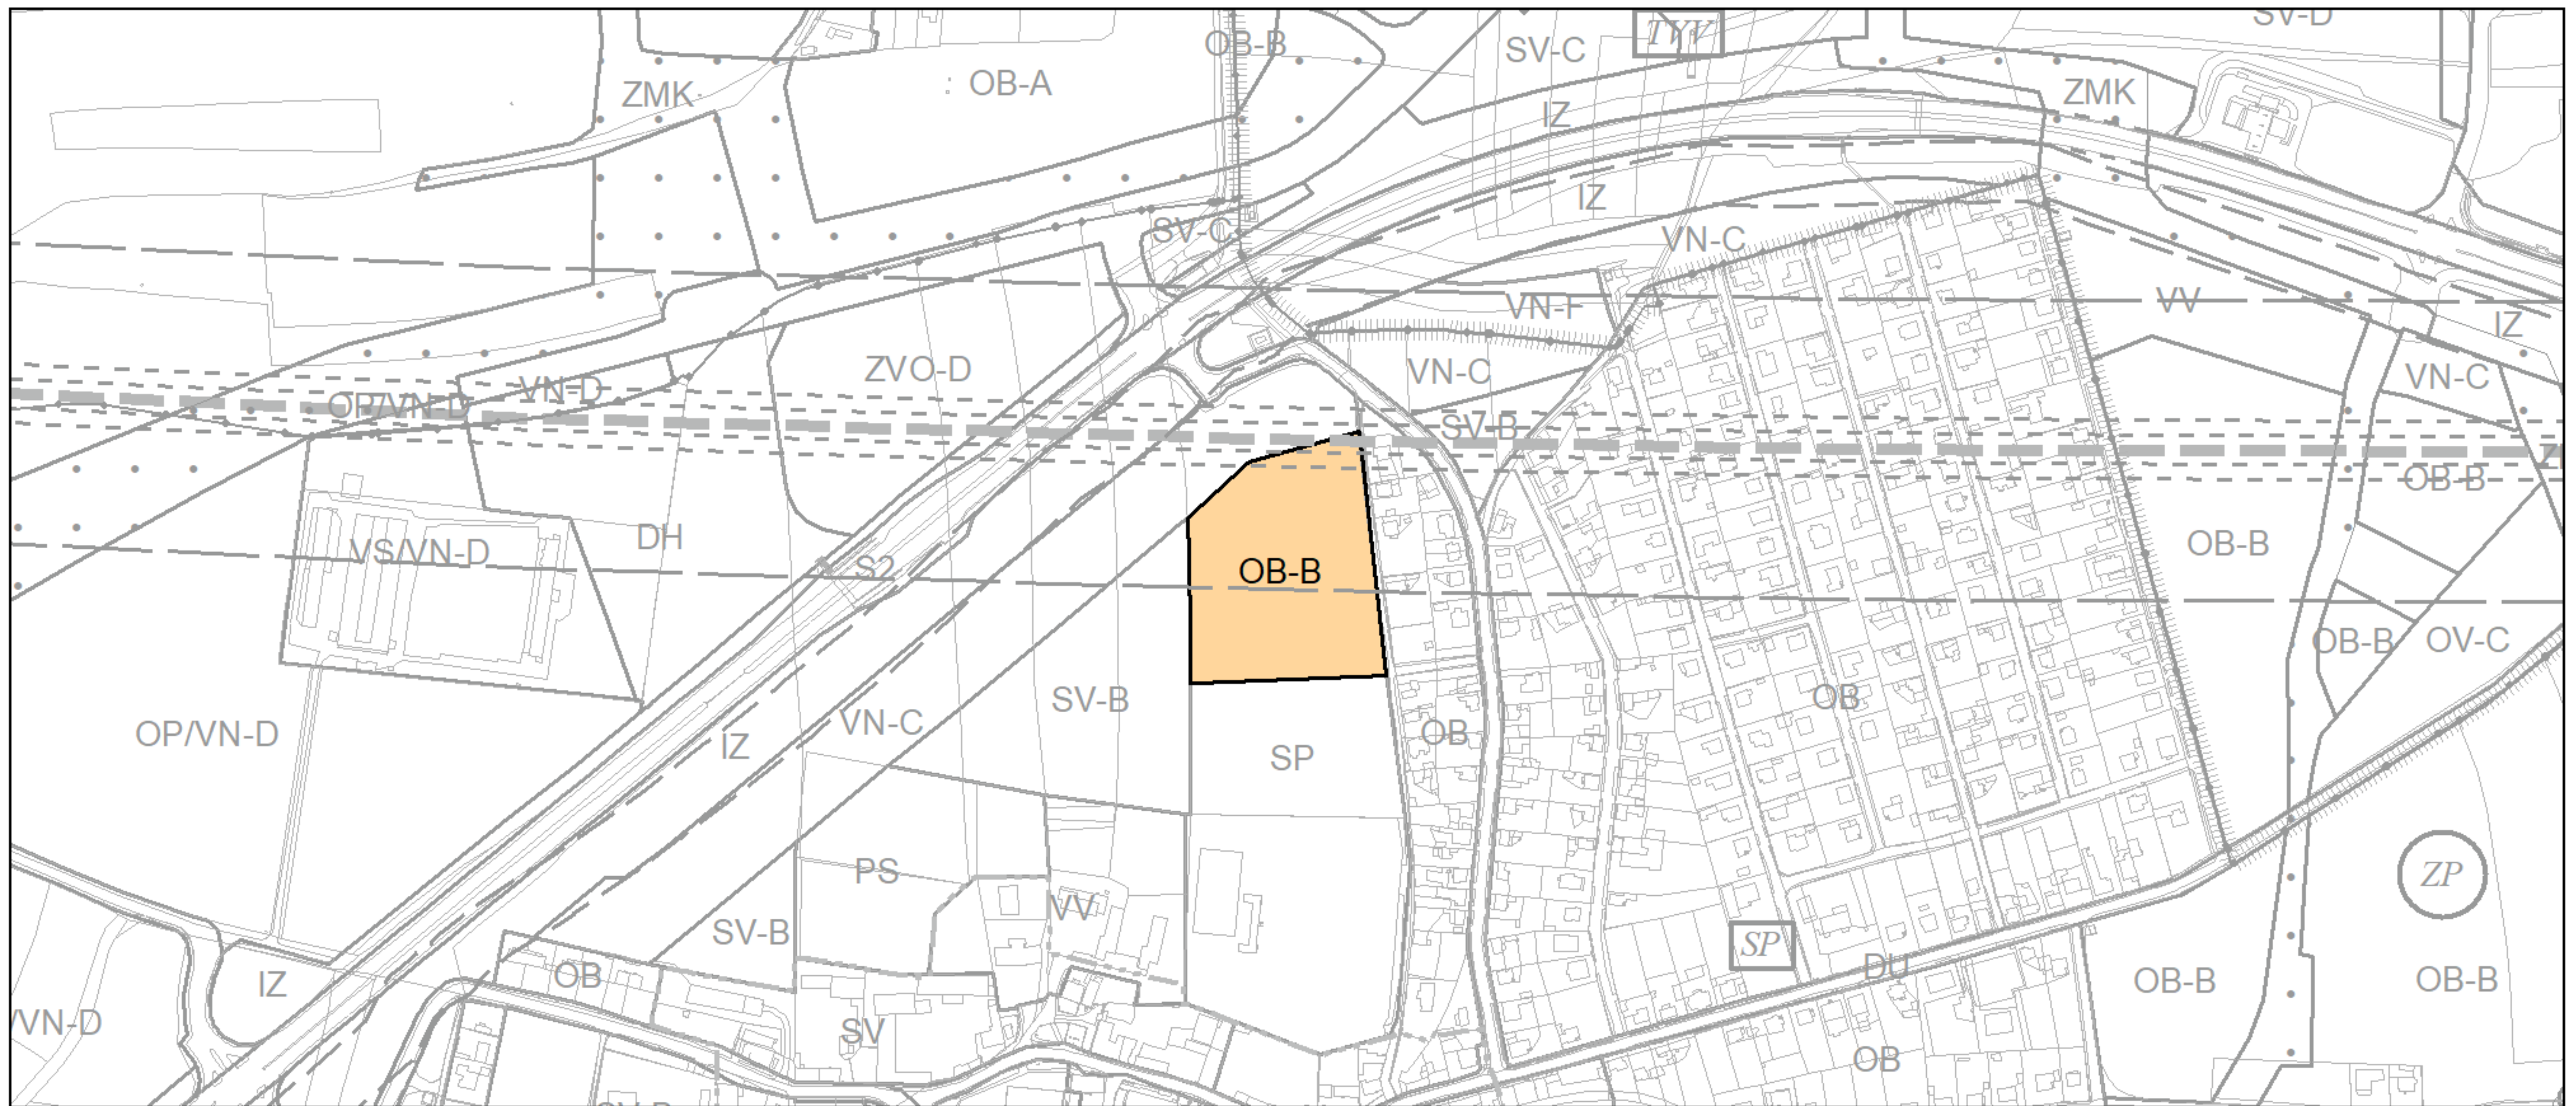 SV-D
TVV
OB-B
SV-C
OB-A
ZMK
ZMK
IZ
IZ
SV-C
VN-C
VV
VN-F
IZ
ZVO-D
VN-C
VN-C
VN-D
OP/VN-D
SV-B
OB-B
DH
VS/VN-D
S2
OB-B
OB-B
OB-B
OV-C
SV-B
OB
VN-C
OP/VN-D
IZ
SP
OB
PS
ZP
VV
SV-B
SP
DU
OB
IZ
OB-B
OB-B
/VN-D
SV
OB